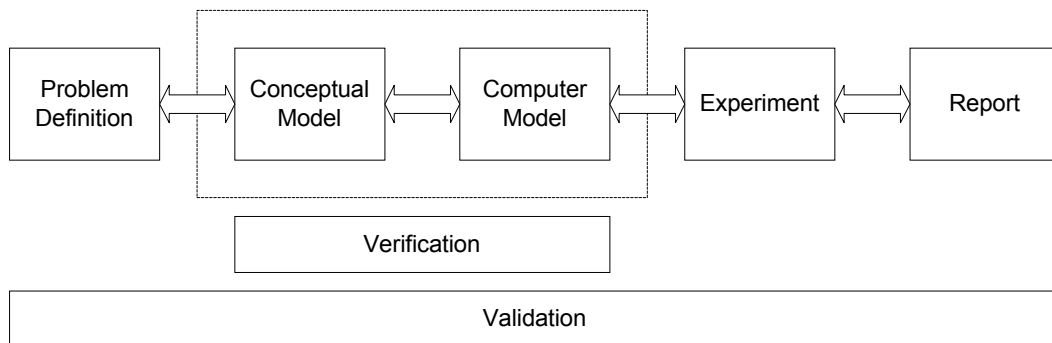 Problem
Definition
Conceptual
Model
Computer
Model
Experiment
Report
Verification
Validation